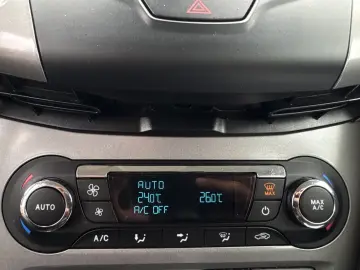 AUTO
24.0°C 26.0°C
A/C OFF
MAX
AUTO
MAX
A/C
A/C